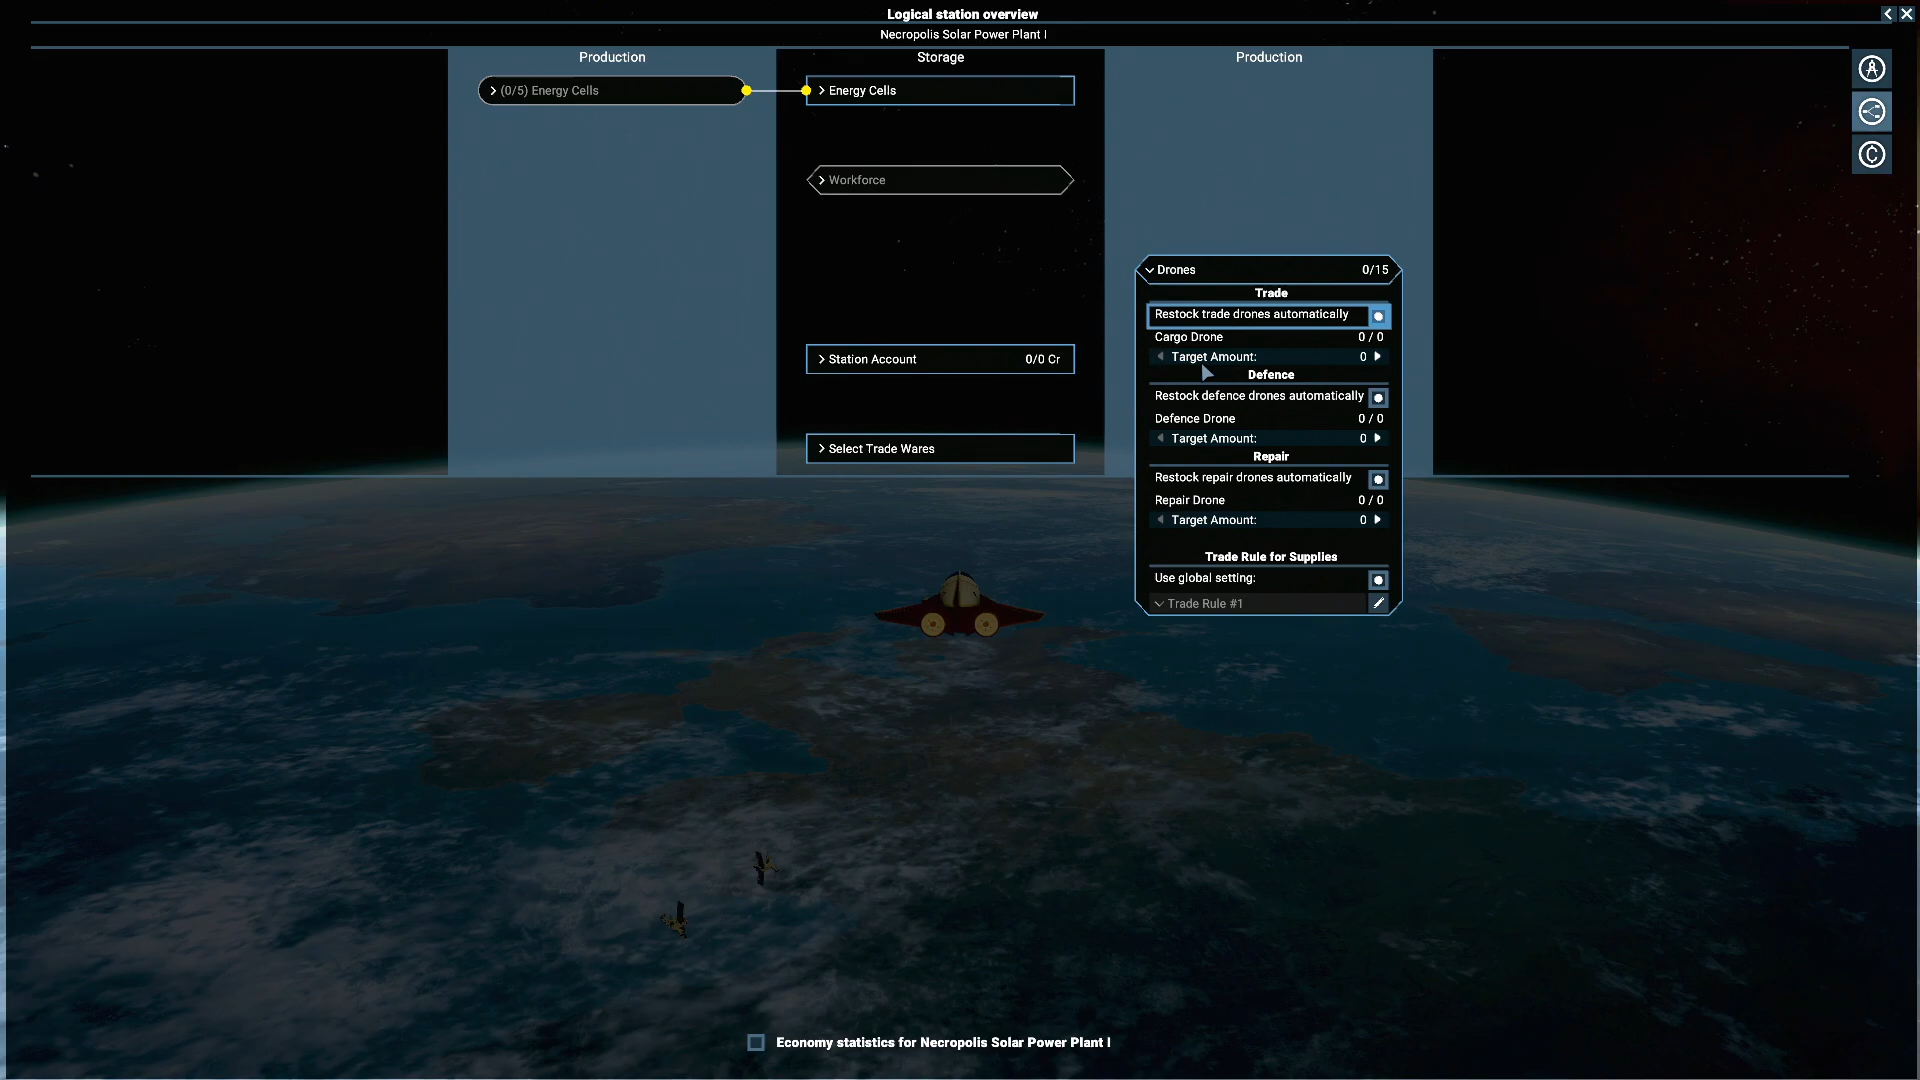 Logical station overview
Necropolis Solar Power Plant I
Production
Storage
Production
(0/5) Energy Cells
Energy Cells
Workforce
Station Account 0/0 Cr
Select Trade Wares
Drones 0/15
Trade
Restock trade drones automatically
Cargo Drone 0 / 0
Target Amount: 0
Defence
Restock defence drones automatically
Defence Drone 0 / 0
Target Amount: 0
Repair
Restock repair drones automatically
Repair Drone 0 / 0
Target Amount: 0
Trade Rule for Supplies
Use global setting:
Trade Rule #1
Economy statistics for Necropolis Solar Power Plant I